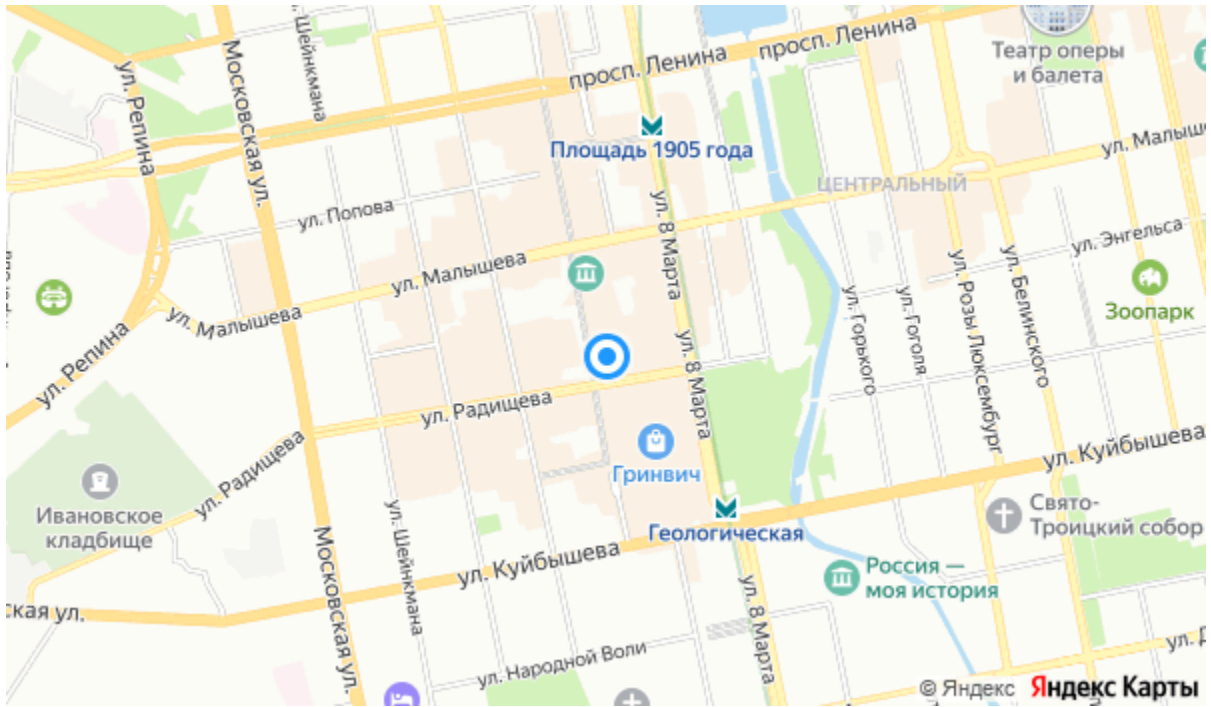 просп. Ленина
просп. Ленина
Театр оперы
и балета
ул. Репина
Московская ул.
Шейнкмана
Площадь 1905 года
ул. Малыш
ЦЕНТРАЛЬНЫЙ
ул. Попова
ул. 8 Марта
ул. Энгельса
ул. Малышева
ул. Малышева
Зоопарк
ул. Репина
ул. 8 Марта
ул. Горького
ул. Гоголя
ул. Розы Люксембург
ул. Белинского
ул. Радищева
ул. Радищева
Гринвич
ул. Куйбышева
Ивановское
кладбище
Свято-
Троицкий собор
Геологическая
ул. Шейнкмана
Московская ул.
ул. Куйбышева
Россия —
моя история
ская ул.
ул. 8 Марта
ул. Народной Воли
ул. Д
© Яндекс Яндекс Карты